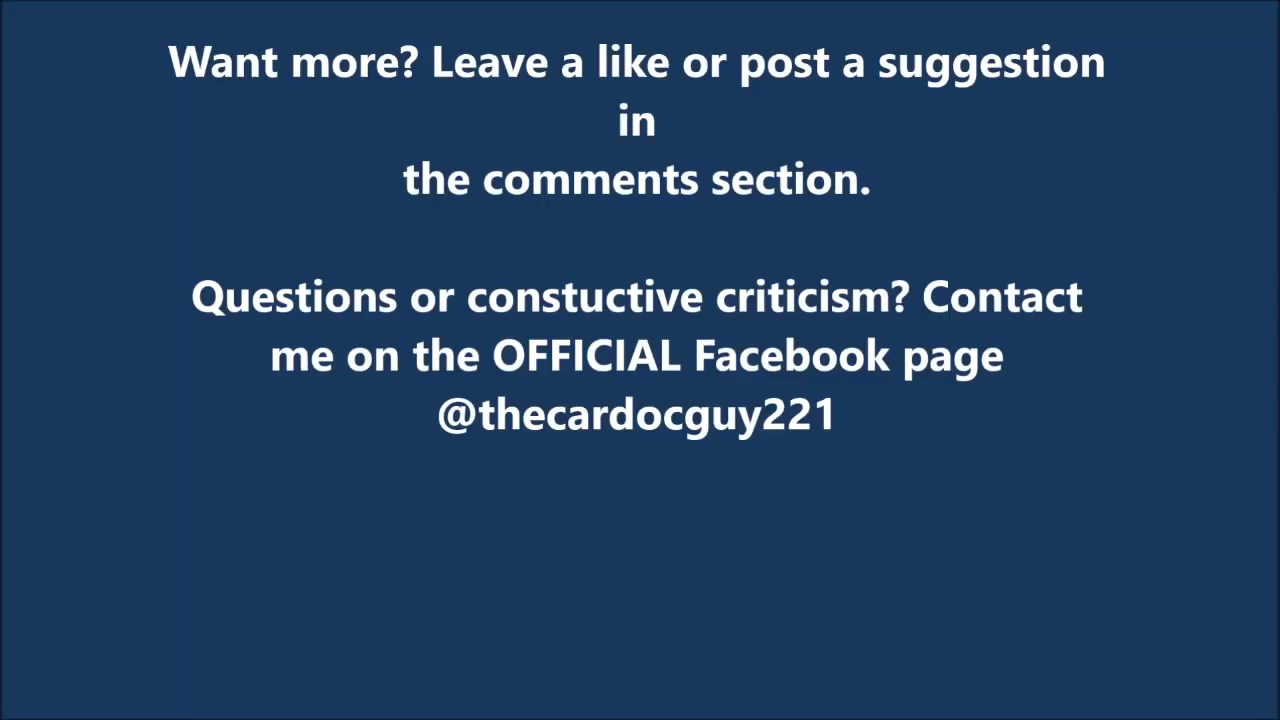 Want more? Leave a like or post a suggestion
in
the comments section.
Questions or constuctive criticism? Contact
me on the OFFICIAL Facebook page
@thecardocguy221